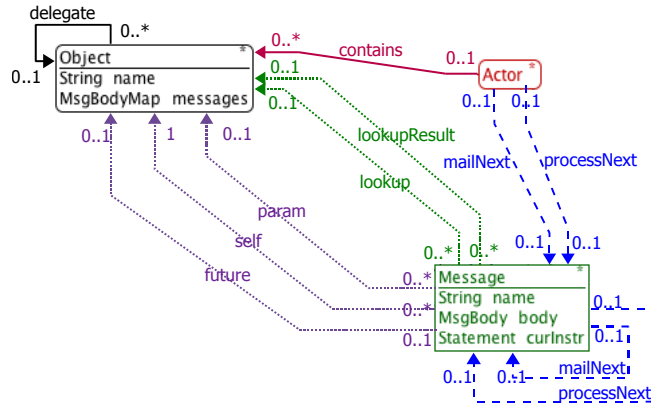 delegate
0..*
0..1
Object *
String name
MsgBodyMap messages
0..*
contains
0..1
Actor *
0..1
0..1
0..1
0..1
0..1
1
0..1
lookupResult
lookup
mailNext
processNext
param
self
future
0..*
0..*
0..1
0..1
0..*
0..*
0..1
Message *
String name
MsgBody body
Statement curInstr
0..1
0..1
mailNext
0..1
0..1
processNext